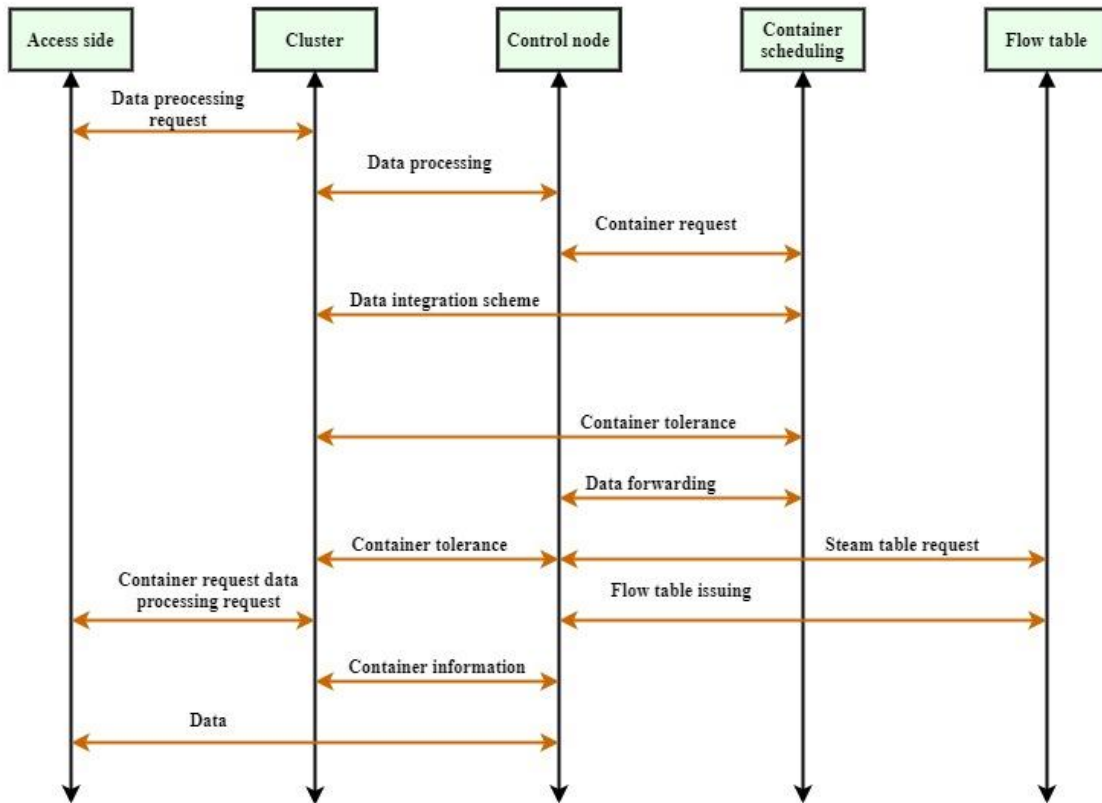 Access side
Cluster
Control node
Container
scheduling
Flow table
Data preocessing
request
Data processing
Container request
Data integration scheme
Container tolerance
Data forwarding
Container tolerance
Steam table request
Container request data
processing request
Flow table issuing
Container information
Data